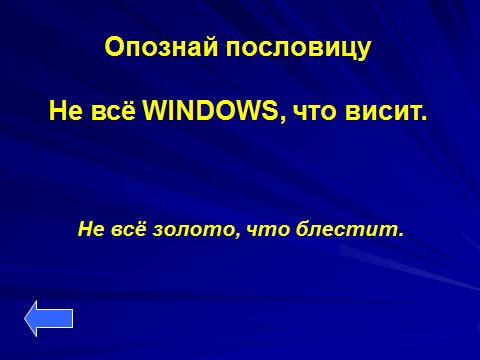 Опознай пословицу
Не всё WINDOWS, что висит.
Не всё золото, что блестит.